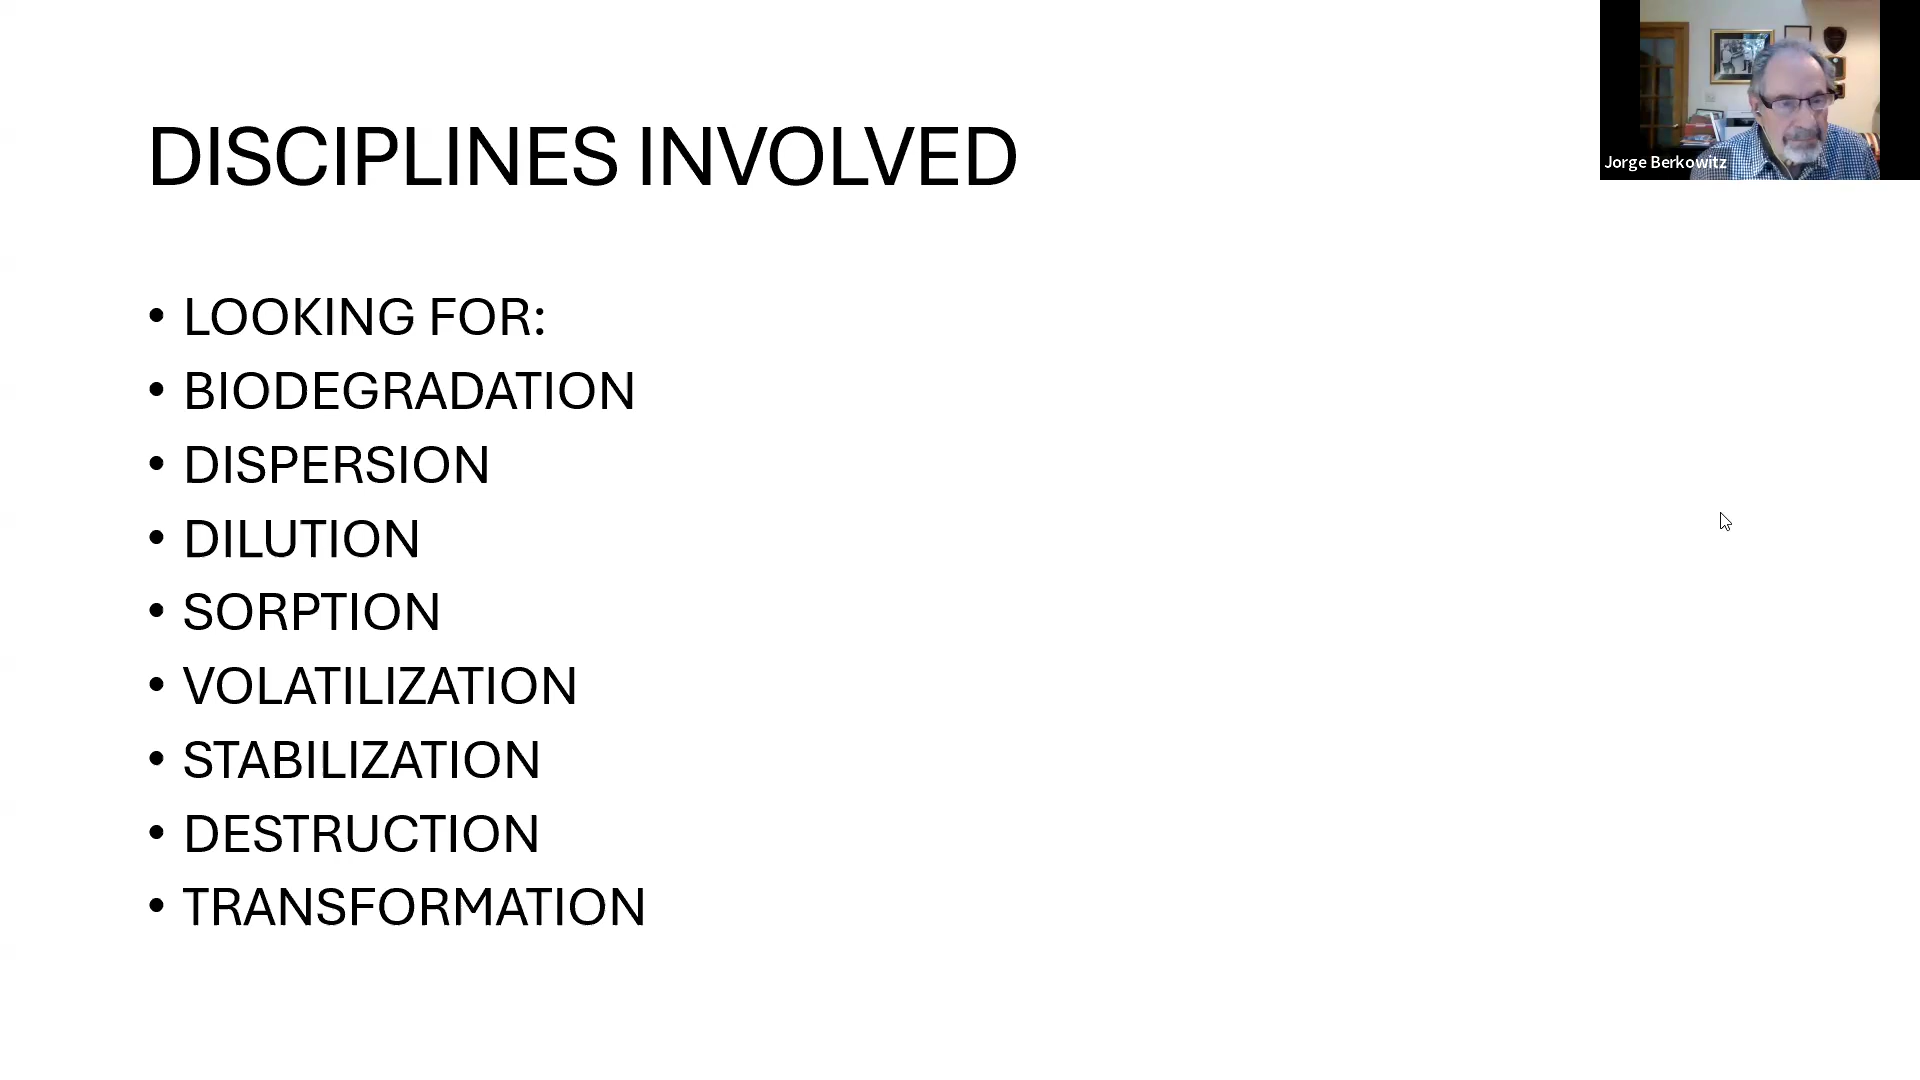 DISCIPLINES INVOLVED
• LOOKING FOR:
• BIODEGRADATION
• DISPERSION
• DILUTION
• SORPTION
• VOLATILIZATION
• STABILIZATION
• DESTRUCTION
• TRANSFORMATION
Jorge Berkowitz